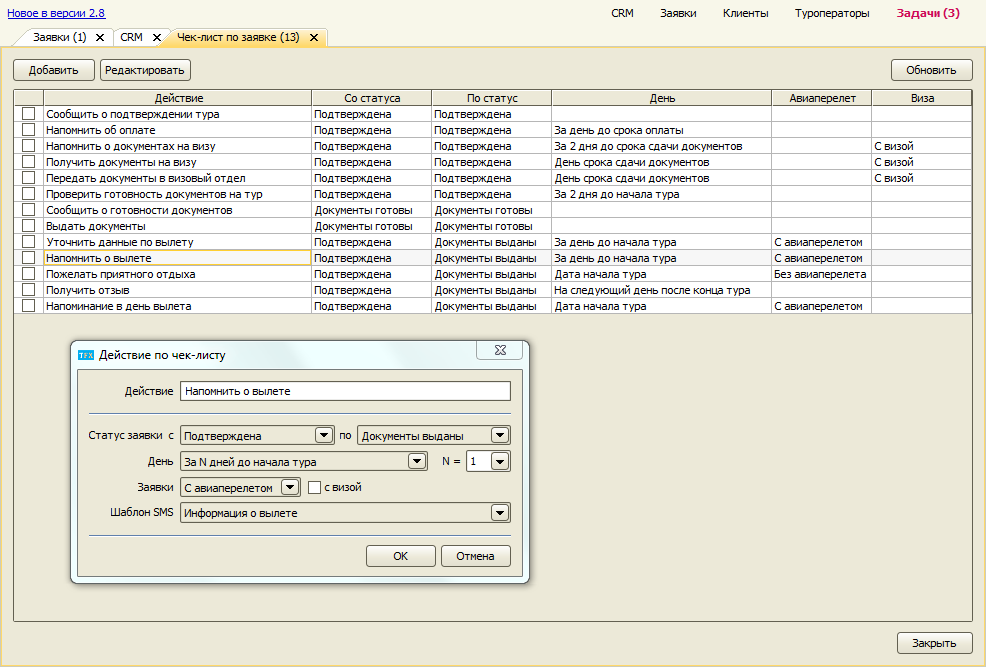 Новое в версии 2.8
CRM Заявки Клиенты Туроператоры Задачи (3)
Заявки (1) CRM Чек-лист по заявке (13)
Добавить Редактировать Обновить
Действие Со статуса По статус День Авиаперелет Виза
Сообщить о подтверждении тура Подтверждена Подтверждена
Напомнить об оплате Подтверждена Подтверждена За день до срока оплаты
Напомнить о документах на визу Подтверждена Подтверждена За 2 дня до срока сдачи документов С визой
Получить документы на визу Подтверждена Подтверждена День срока сдачи документов С визой
Передать документы в визовый отдел Подтверждена Подтверждена День срока сдачи документов С визой
Проверить готовность документов на тур Подтверждена Подтверждена За 2 дня до начала тура
Сообщить о готовности документов Документы готовы Документы готовы
Выдать документы Документы готовы Документы готовы
Уточнить данные по вылету Подтверждена Документы выданы За день до начала тура С авиаперелетом
Напомнить о вылете Подтверждена Документы выданы За день до начала тура С авиаперелетом
Пожелать приятного отдыха Подтверждена Документы выданы Дата начала тура Без авиаперелета
Получить отзыв Подтверждена Документы выданы На следующий день после конца тура
Напоминание в день вылета Подтверждена Документы выданы Дата начала тура С авиаперелетом
TFX Действие по чек-листу
Действие Напомнить о вылете
Статус заявки с Подтверждена по Документы выданы
День За N дней до начала тура N = 1
Заявки С авиаперелетом с визой
Шаблон SMS Информация о вылете
OK Отмена
Закрыть